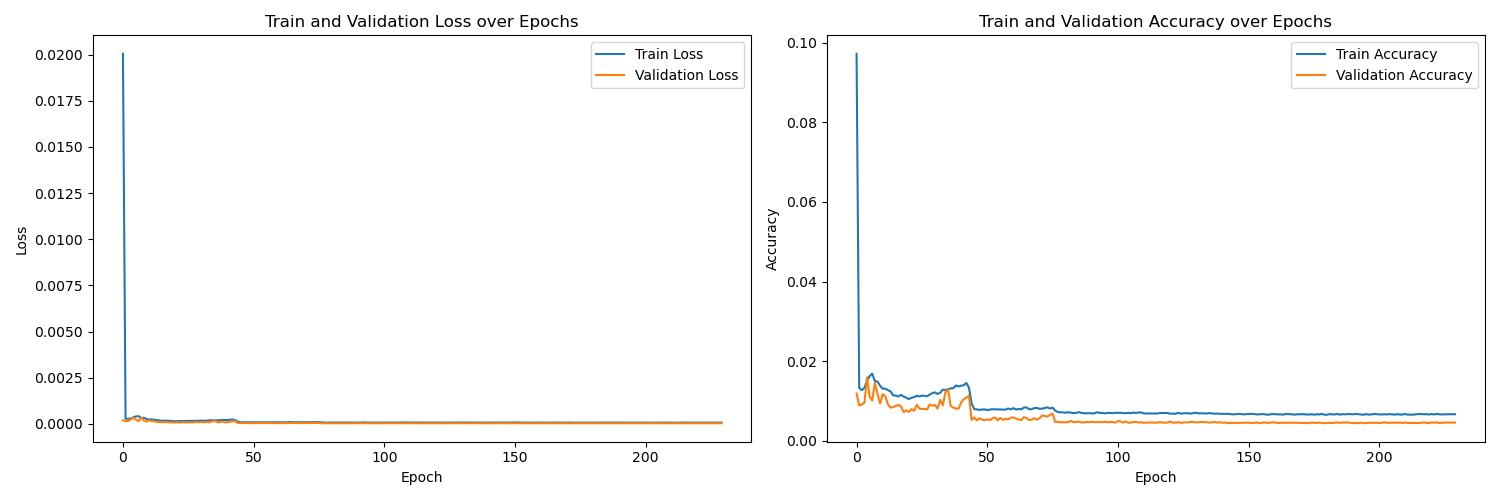 Train and Validation Loss over Epochs
0.0200
0.0175
0.0150
0.0125
0.0100
0.0075
0.0050
0.0025
0.0000
Loss
0 50 100 150 200
Epoch
Train Loss
Validation Loss
Train and Validation Accuracy over Epochs
0.10
0.08
0.06
0.04
0.02
0.00
Accuracy
0 50 100 150 200
Epoch
Train Accuracy
Validation Accuracy